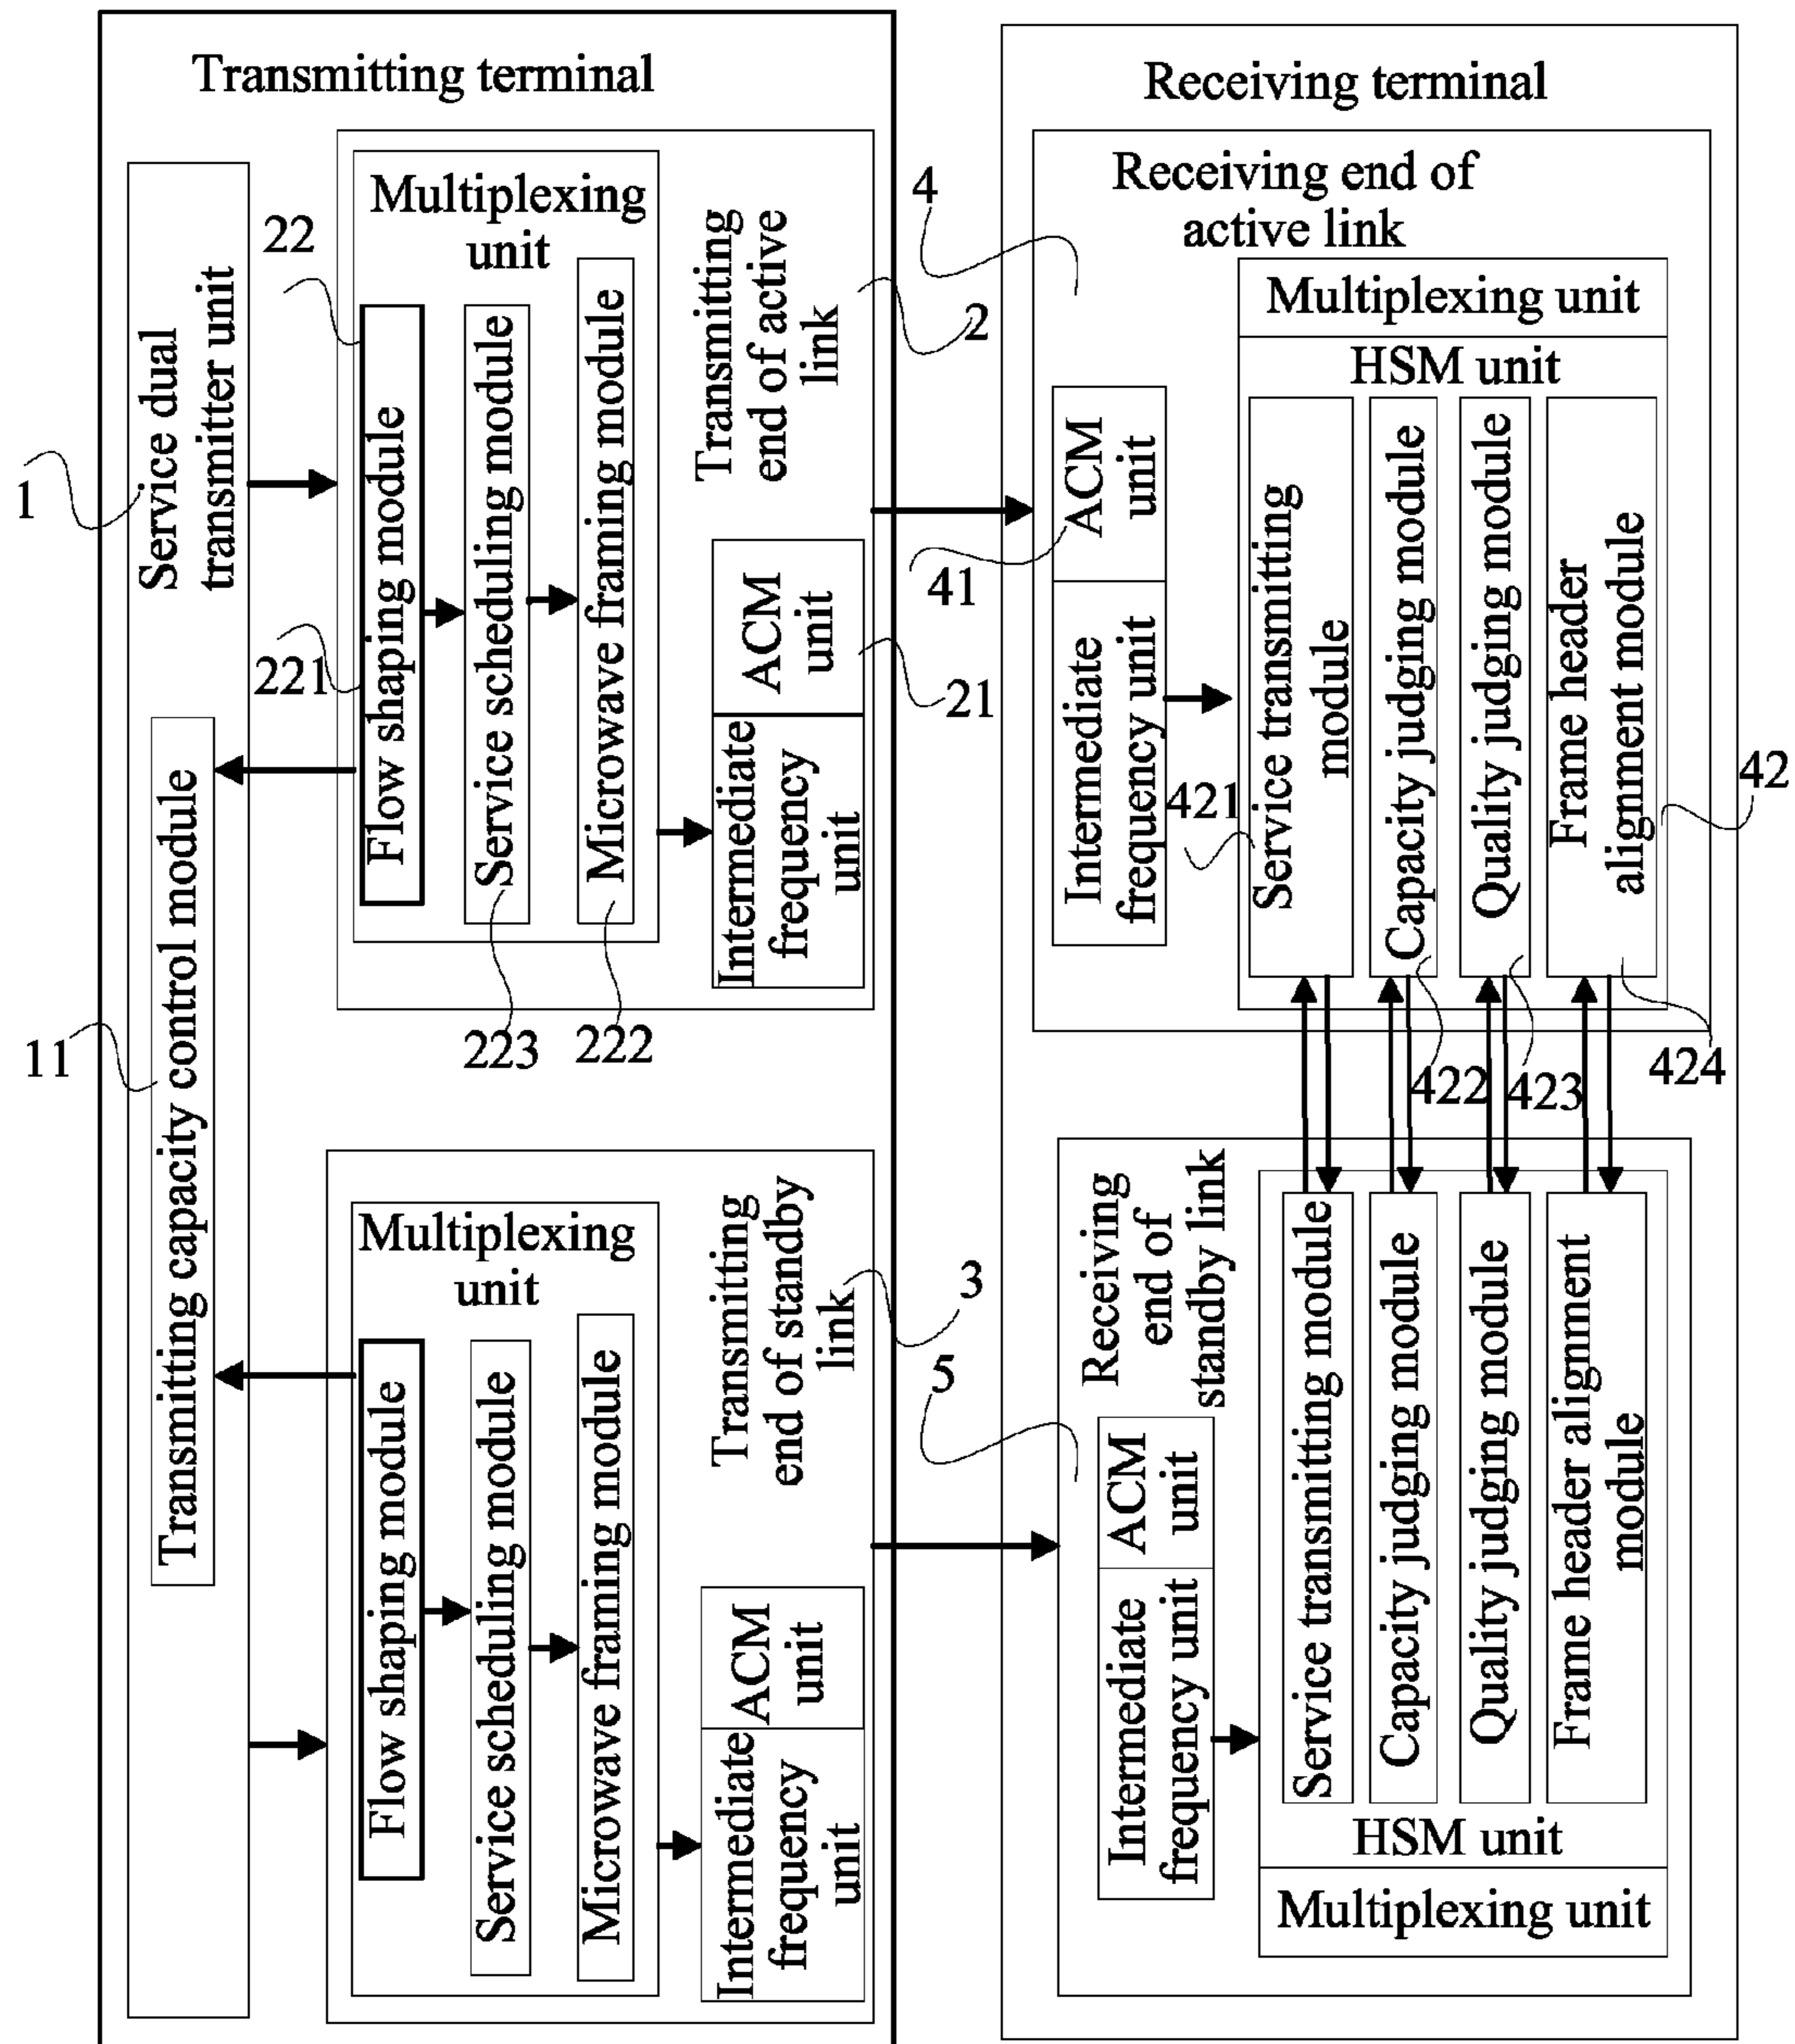 Transmitting terminal
Service dual
transmitter unit
1
Transmitting capacity control module
11
22
221
Multiplexing
unit
Flow shaping module
Service scheduling module
Microwave framing module
223
222
Transmitting
end of active
link
2
ACM
unit
21
Intermediate
frequency
unit
Multiplexing
unit
Flow shaping module
Service scheduling module
Microwave framing module
Transmitting
end of standby
link
3
ACM
unit
Intermediate
frequency
unit
Receiving terminal
4
Receiving end of
active link
Multiplexing unit
HSM unit
ACM
unit
41
Intermediate
frequency unit
Service transmitting
module
421
Capacity judging module
Quality judging module
Frame header
alignment module
42
422
423
424
5
Receiving
end of
standby link
ACM
unit
Intermediate
frequency unit
Service transmitting module
Capacity judging module
Quality judging module
Frame header alignment
module
HSM unit
Multiplexing unit